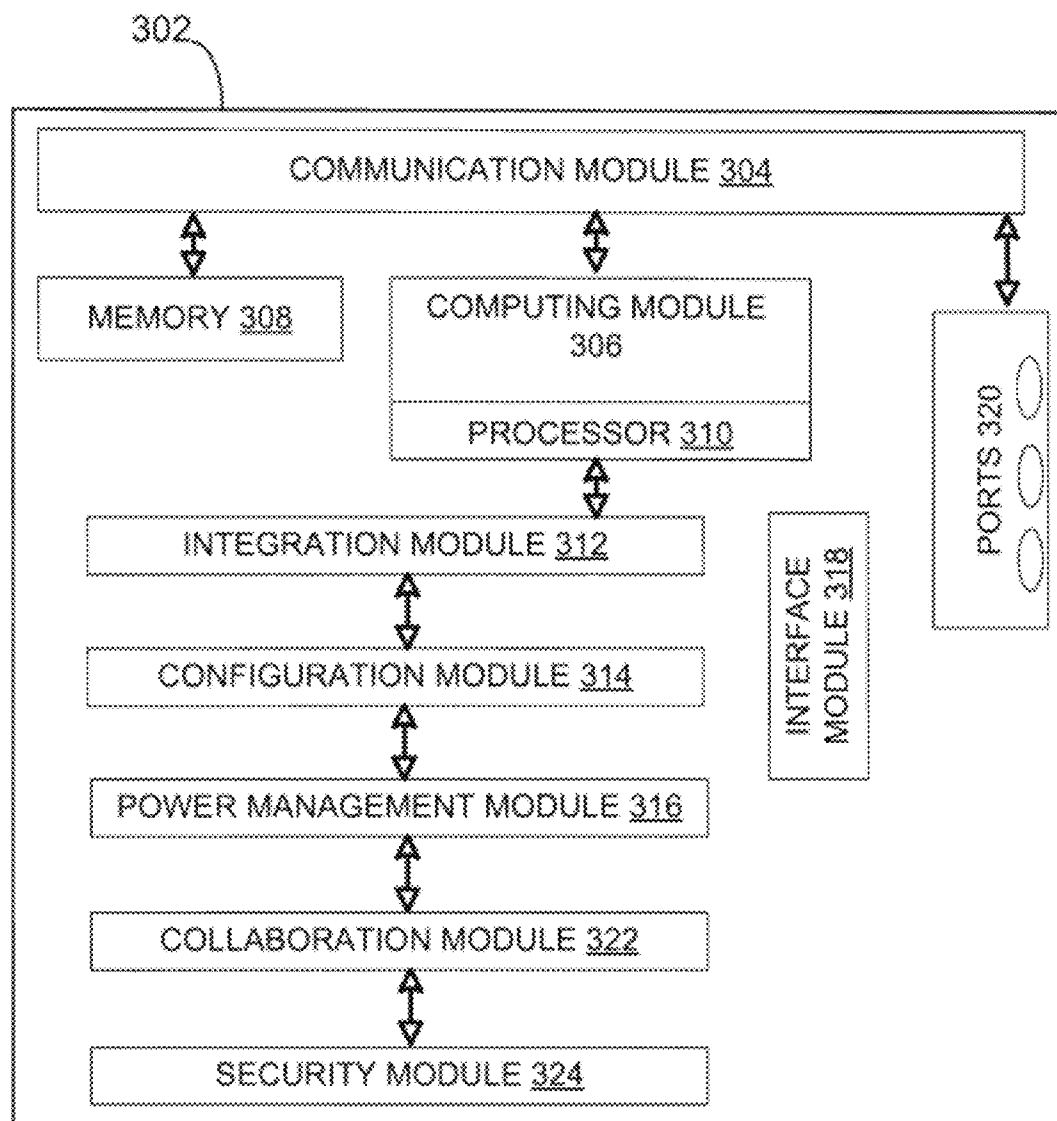 302
COMMUNICATION MODULE 304
MEMORY 308
COMPUTING MODULE
306
PROCESSOR 310
PORTS 320
INTEGRATION MODULE 312
INTERFACE
MODULE 318
CONFIGURATION MODULE 314
POWER MANAGEMENT MODULE 316
COLLABORATION MODULE 322
SECURITY MODULE 324